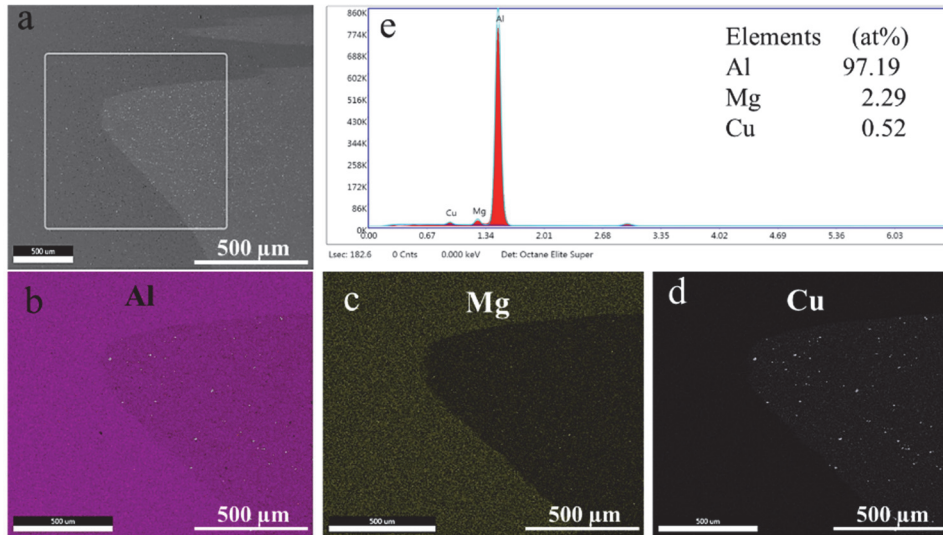 a
500 µm
500 um
e
860K
774K
688K
602K
516K
430K
344K
258K
172K
86K
0K
Al
Cu
Mg
0.00 0.67 1.34 2.01 2.68 3.35 4.02 4.69 5.36 6.03
Lsec: 182.6 0 Cnts 0.000 keV Det: Octane Elite Super
Elements (at%)
Al 97.19
Mg 2.29
Cu 0.52
b
Al
500 um
500 µm
c
Mg
500 um
500 µm
d
Cu
500 um
500 µm